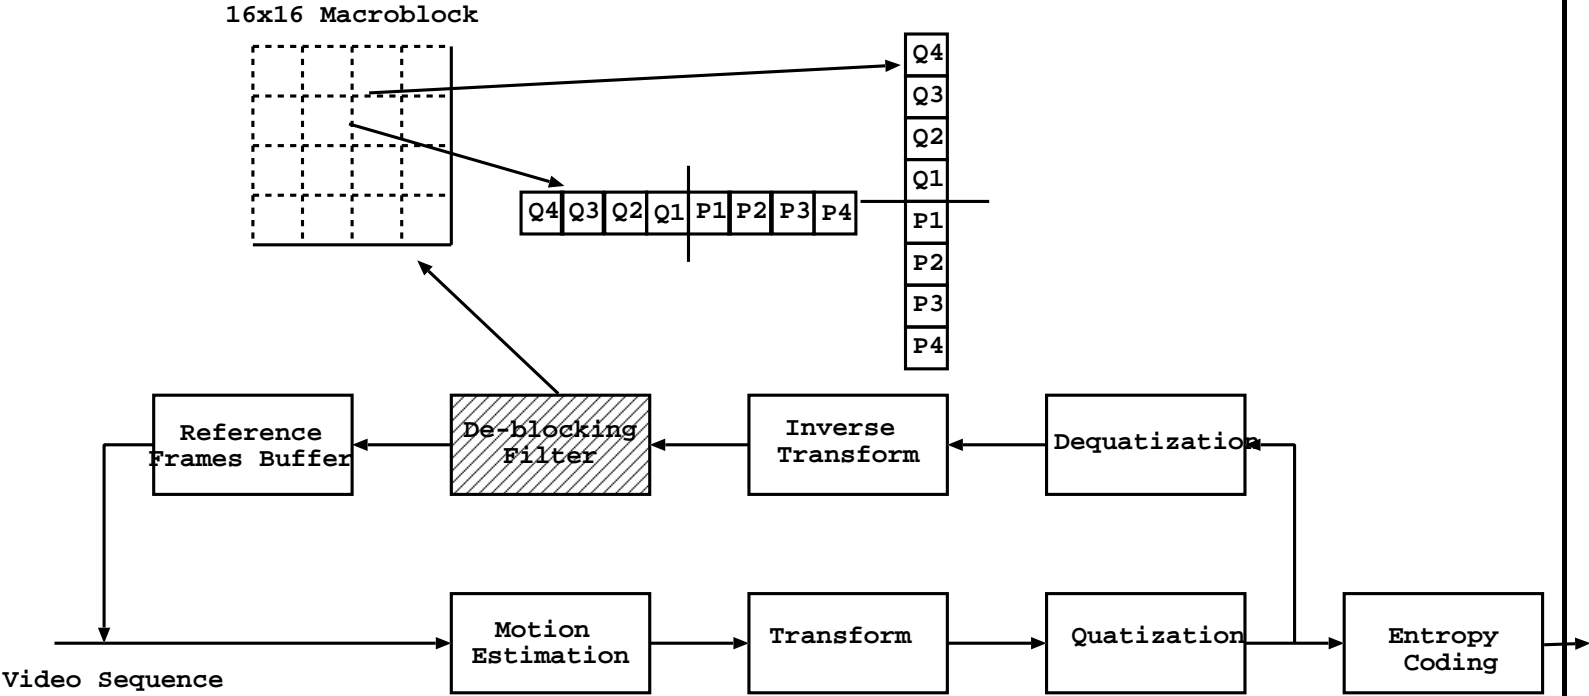 16x16 Macroblock
Q4
Q3
Q2
Q1
P1
P2
P3
P4
Q4 Q3 Q2 Q1 P1 P2 P3 P4
Reference
Frames Buffer
De-blocking
Filter
Inverse
Transform
Dequatization
Motion
Estimation
Transform
Quatization
Entropy
Coding
Video Sequence